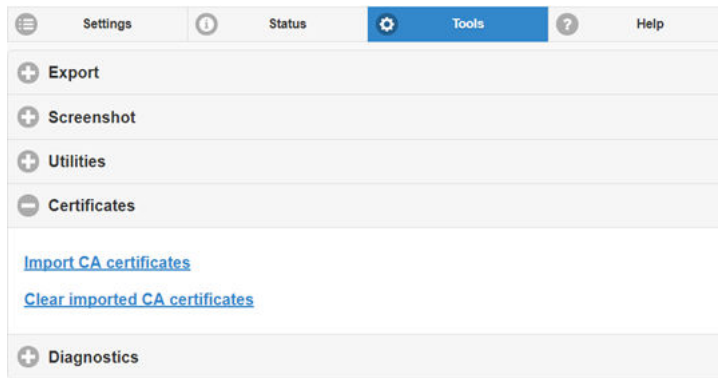 Settings Status Tools Help
Export
Screenshot
Utilities
Certificates
Import CA certificates
Clear imported CA certificates
Diagnostics